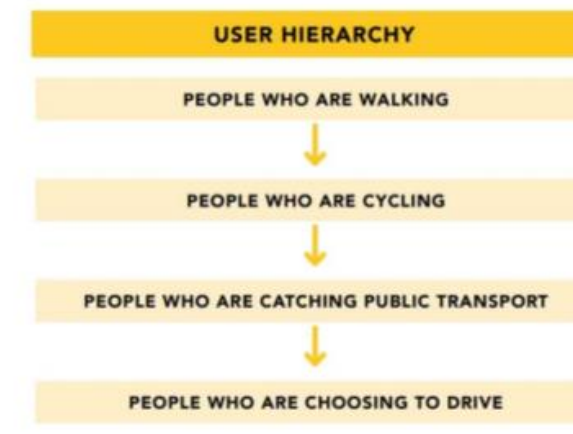 USER HIERARCHY
PEOPLE WHO ARE WALKING
PEOPLE WHO ARE CYCLING
PEOPLE WHO ARE CATCHING PUBLIC TRANSPORT
PEOPLE WHO ARE CHOOSING TO DRIVE